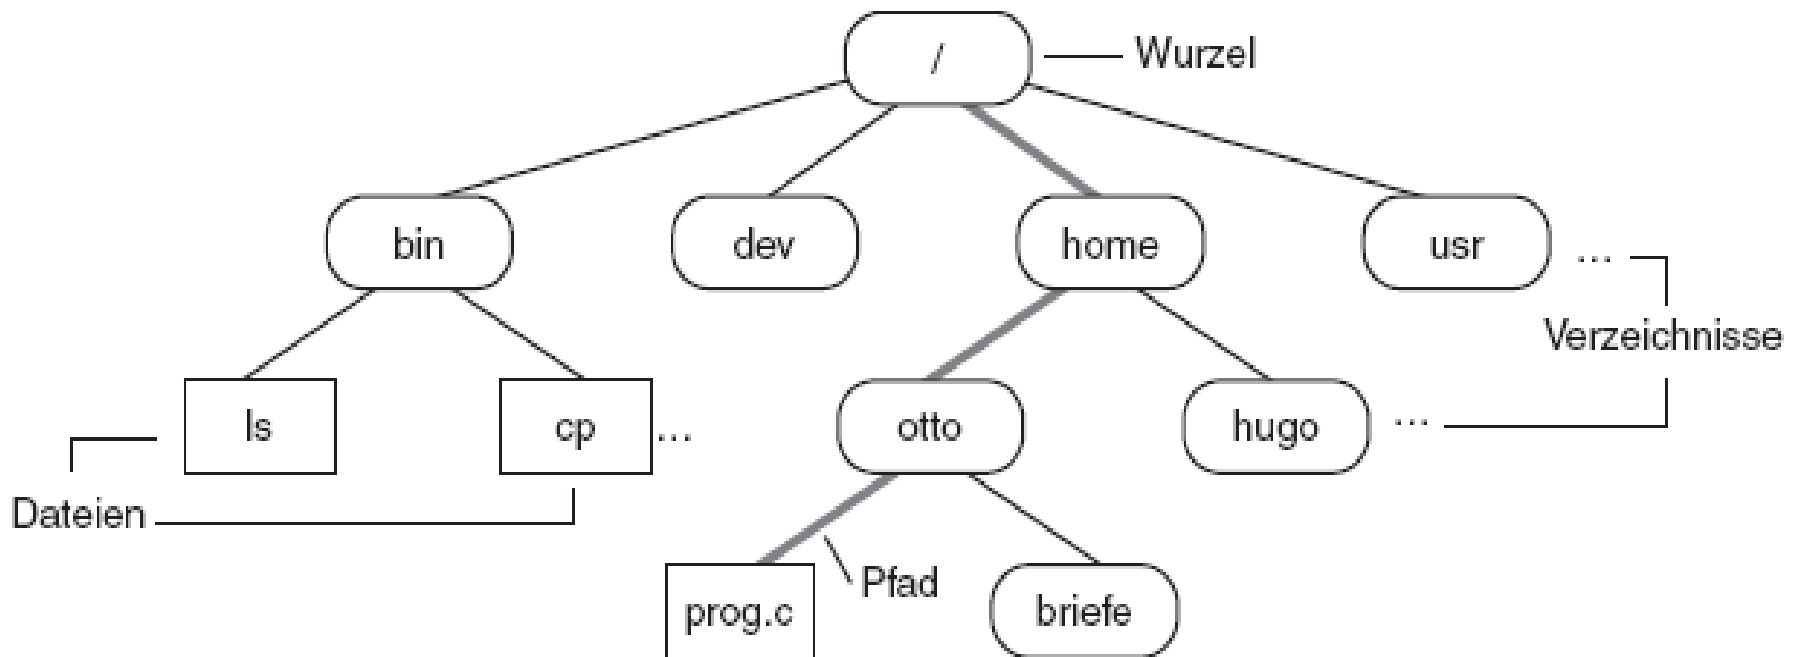 /
Wurzel
bin
dev
home
usr
...
Verzeichnisse
ls
cp
...
otto
hugo
...
Dateien
Pfad
prog.c
briefe